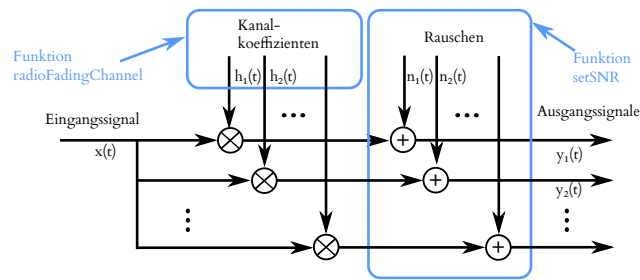 Kanal-
koeffizienten
Rauschen
Funktion
radioFadingChannel
Funktion
setSNR
h₁(t) h₂(t)
n₁(t) n₂(t)
...
...
Eingangssignal
Ausgangssignale
x(t)
y₁(t)
y₂(t)